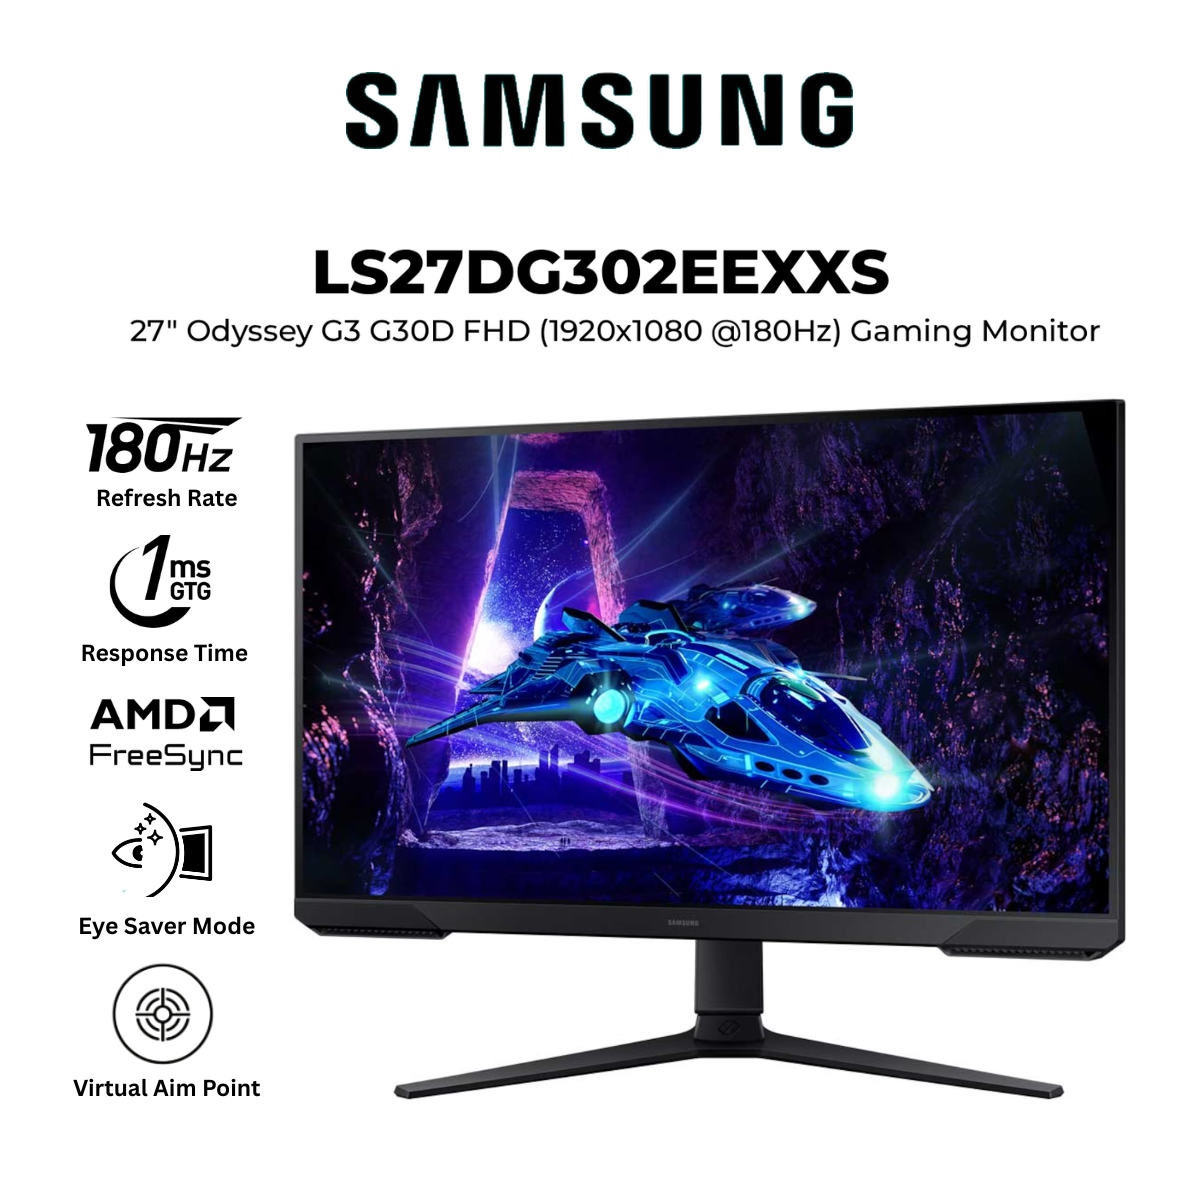 SAMSUNG
LS27DG302EEXXS
27" Odyssey G3 G30D FHD (1920x1080 @180Hz) Gaming Monitor
180Hz
Refresh Rate
1ms
GTG
Response Time
AMD
FreeSync
Eye Saver Mode
Virtual Aim Point
SAMSUNG